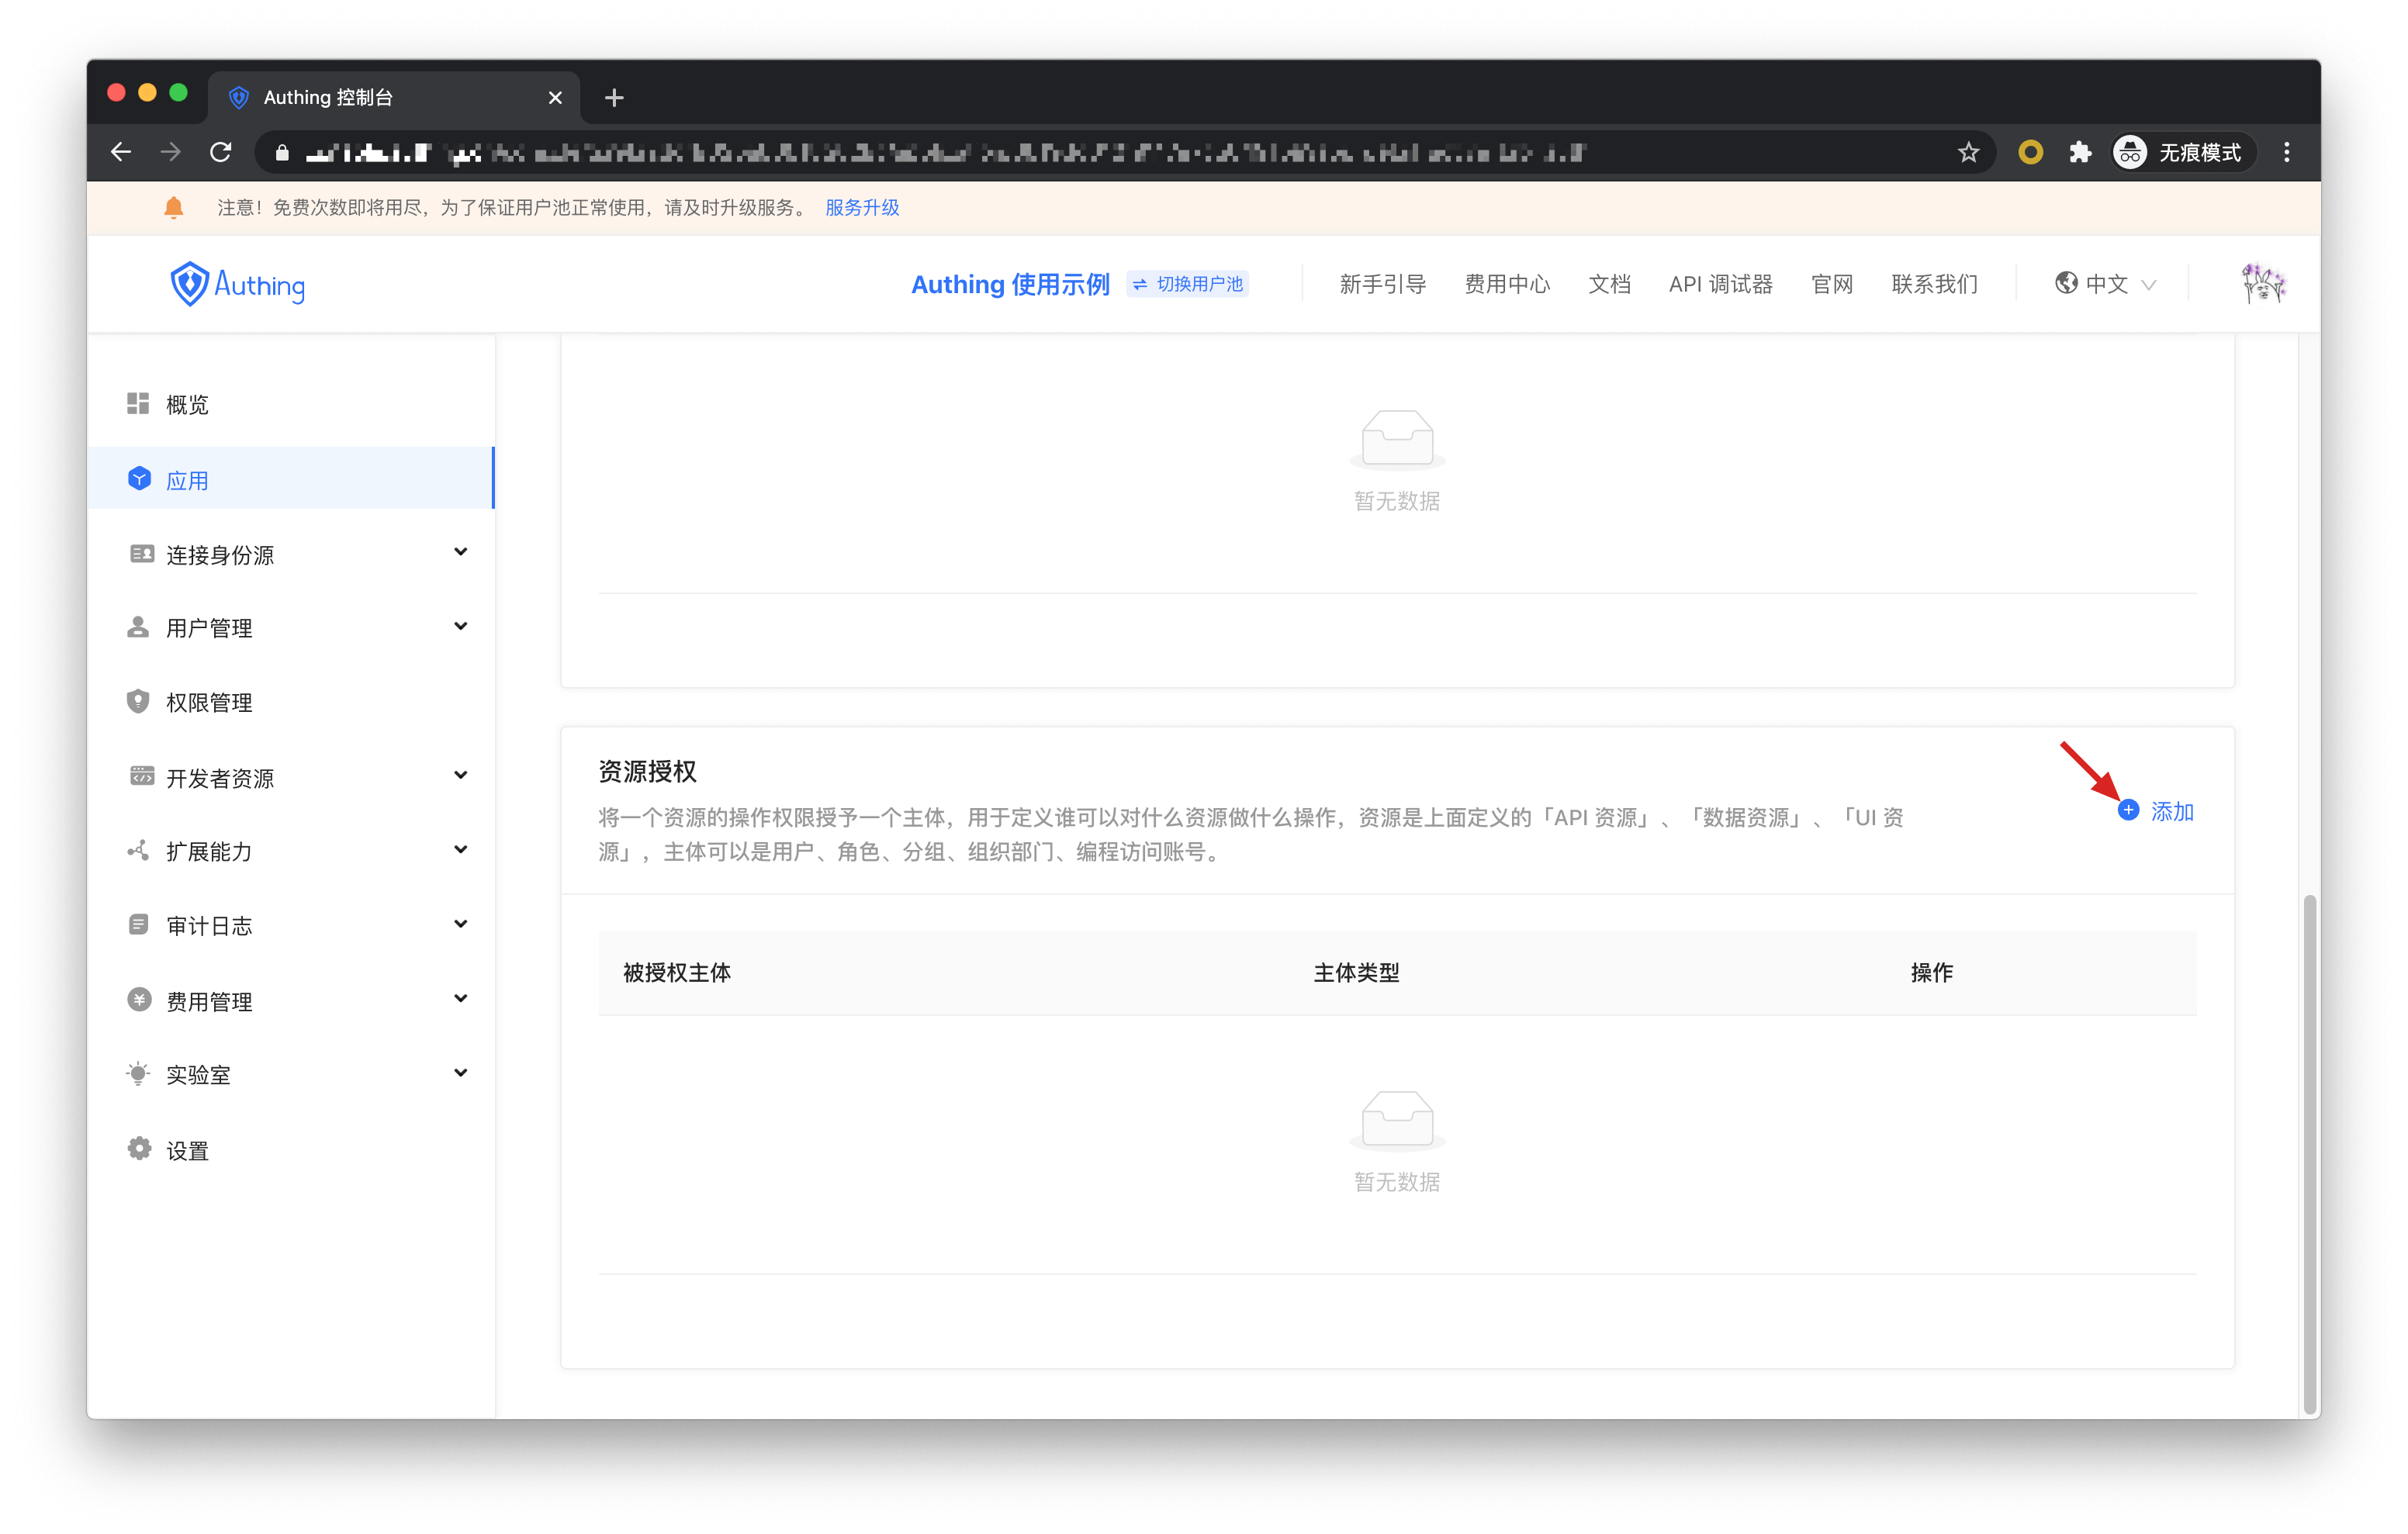 Authing 控制台
无痕模式
注意！免费次数即将用尽，为了保证用户池正常使用，请及时升级服务。 服务升级
Authing
Authing 使用示例
切换用户池
新手引导
费用中心
文档
API 调试器
官网
联系我们
中文
概览
应用
连接身份源
用户管理
权限管理
开发者资源
扩展能力
审计日志
费用管理
实验室
设置
暂无数据
资源授权
将一个资源的操作权限授予一个主体，用于定义谁可以对什么资源做什么操作，资源是上面定义的「API 资源」、「数据资源」、「UI 资
源」，主体可以是用户、角色、分组、组织部门、编程访问账号。
添加
被授权主体 主体类型 操作
暂无数据